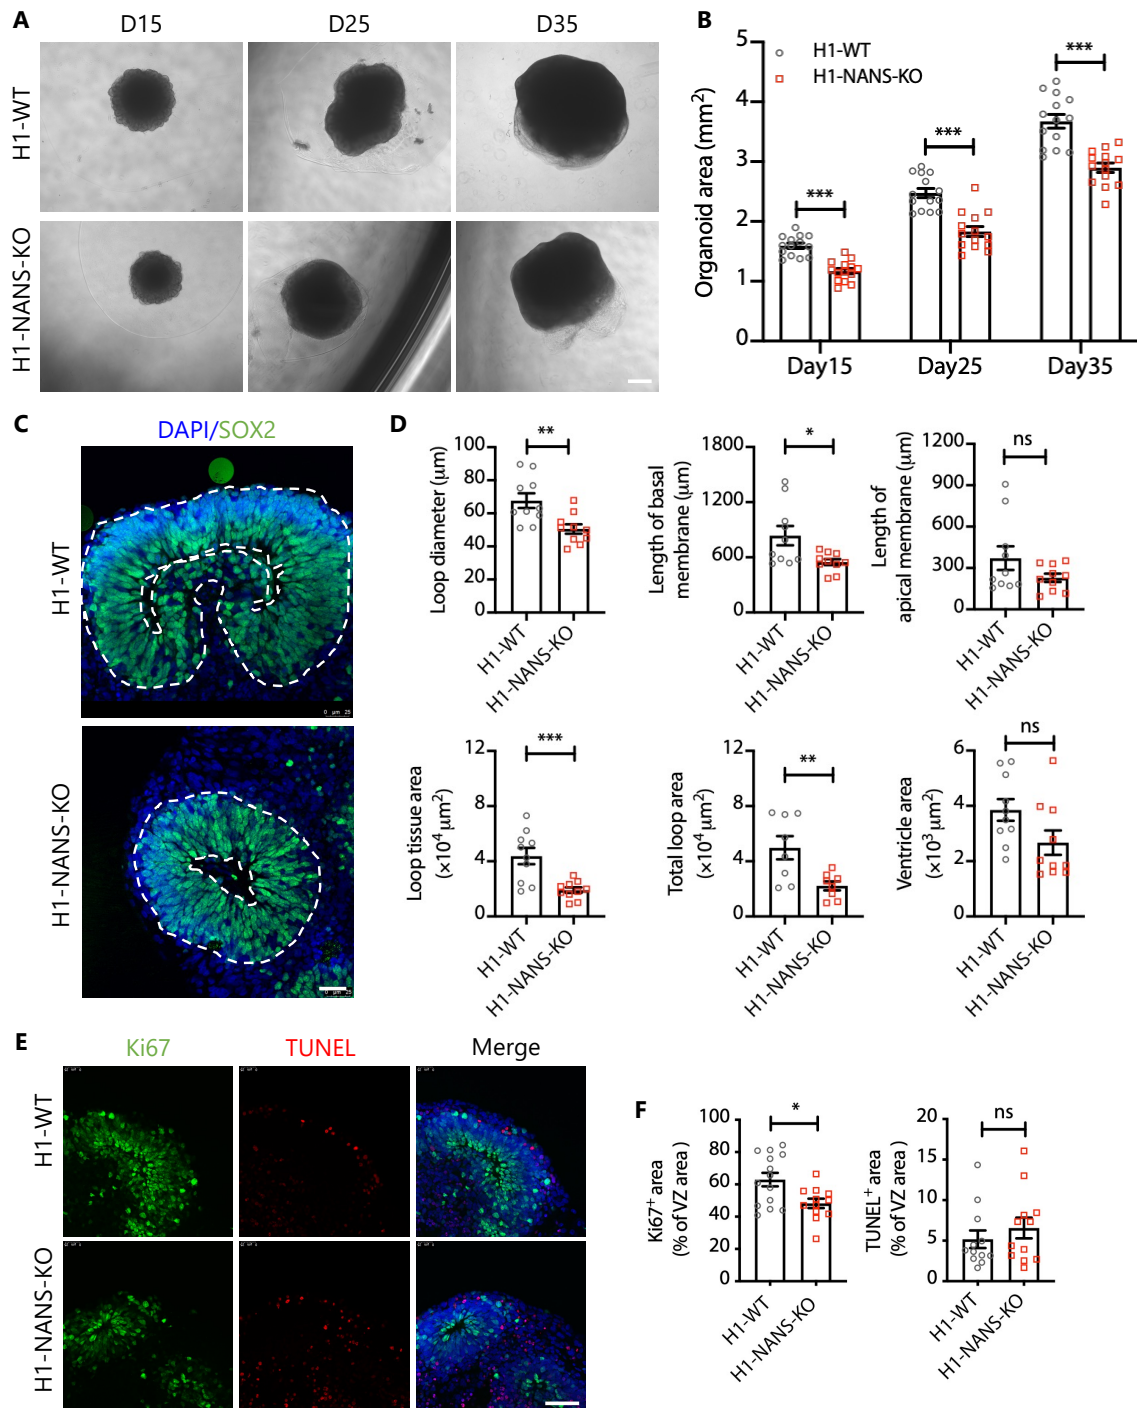 A
D15 D25 D35
H1-WT
H1-NANS-KO
B
H1-WT
H1-NANS-KO
Organoid area (mm²)
5
4
3
2
1
0
***
***
***
Day15 Day25 Day35
C
DAPI/SOX2
H1-WT
0 µm 25
H1-NANS-KO
0 µm 25
D
Loop diameter (µm)
100
80
60
40
20
0
**
H1-WT
H1-NANS-KO
Length of basal
membrane (µm)
1800
1200
600
0
*
H1-WT
H1-NANS-KO
Length of
apical membrane (µm)
1200
900
600
300
0
ns
H1-WT
H1-NANS-KO
Loop tissue area
(×10⁴ µm²)
12
8
4
0
***
H1-WT
H1-NANS-KO
Total loop area
(×10⁴ µm²)
12
8
4
0
**
H1-WT
H1-NANS-KO
Ventricle area
(×10³ µm²)
6
4
2
0
ns
H1-WT
H1-NANS-KO
E
Ki67 TUNEL Merge
H1-WT
H1-NANS-KO
F
Ki67⁺ area
(% of VZ area)
100
80
60
40
20
0
*
H1-WT
H1-NANS-KO
TUNEL⁺ area
(% of VZ area)
20
15
10
5
0
ns
H1-WT
H1-NANS-KO